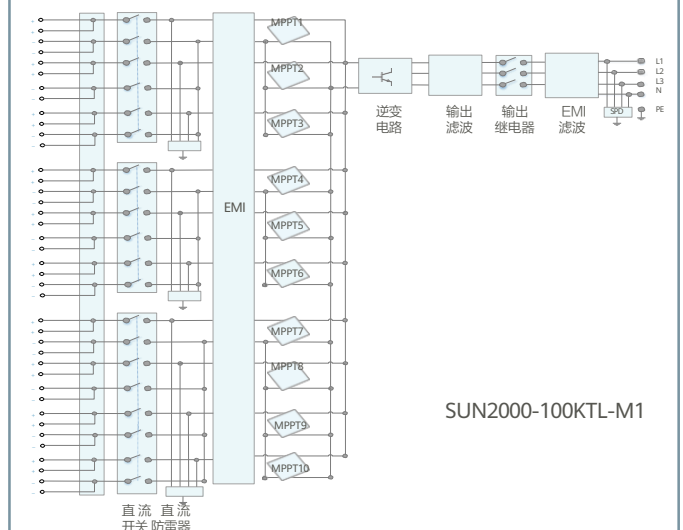 MPPT1
MPPT2
MPPT3
MPPT4
EMI
MPPT5
MPPT6
MPPT7
MPPT8
MPPT9
MPPT10
L1
L2
L3
N
SPD
PE
逆变
电路
输出
滤波
输出
继电器
EMI
滤波
SUN2000-100KTL-M1
直流
开关
直流
防雷器